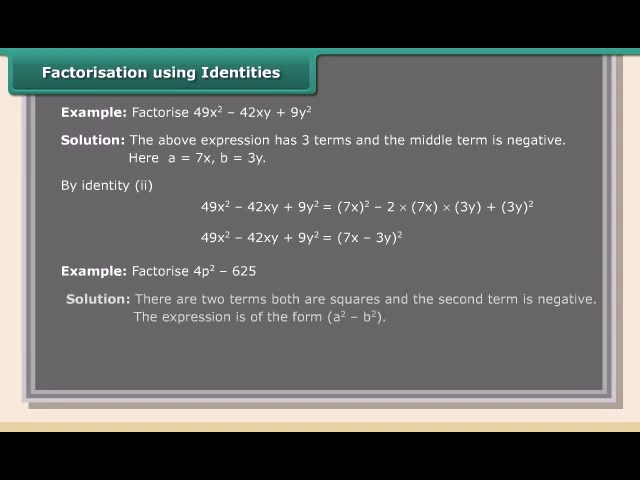 Factorisation using Identities
Example: Factorise 49x² – 42xy + 9y²
Solution: The above expression has 3 terms and the middle term is negative.
Here a = 7x, b = 3y.
By identity (ii)
49x² – 42xy + 9y² = (7x)² – 2 × (7x) × (3y) + (3y)²
49x² – 42xy + 9y² = (7x – 3y)²
Example: Factorise 4p² – 625
Solution: There are two terms both are squares and the second term is negative.
The expression is of the form (a² – b²).